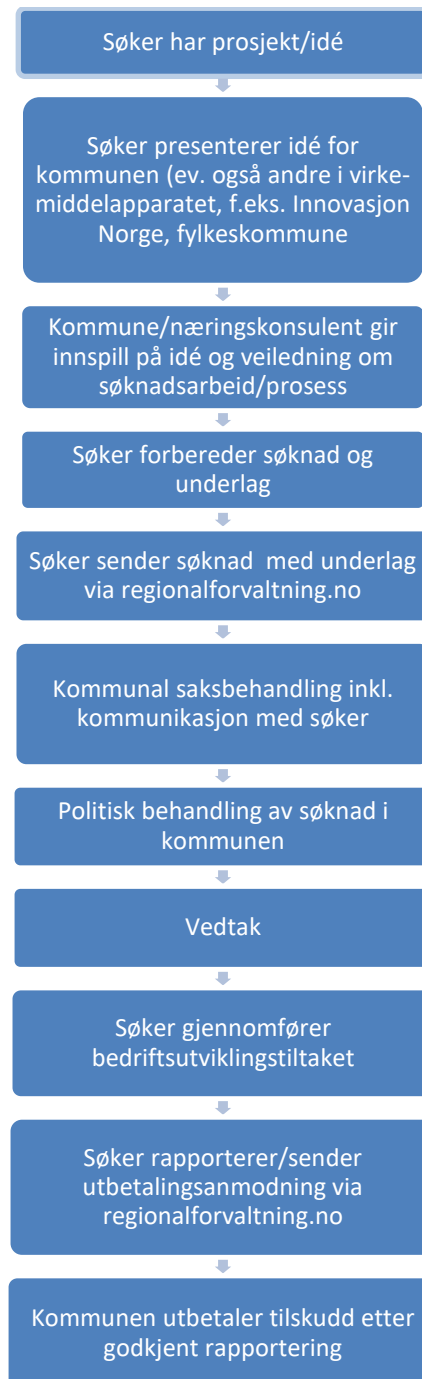 Søker har prosjekt/idé
Søker presenterer idé for
kommunen (ev. også andre i virke-
middelapparatet, f.eks. Innovasjon
Norge, fylkeskommune
Kommune/næringskonsulent gir
innspill på idé og veiledning om
søknadsarbeid/prosess
Søker forbereder søknad og
underlag
Søker sender søknad  med underlag
via regionalforvaltning.no
Kommunal saksbehandling inkl.
kommunikasjon med søker
Politisk behandling av søknad i
kommunen
Vedtak
Søker gjennomfører
bedriftsutviklingstiltaket
Søker rapporterer/sender
utbetalingsanmodning via
regionalforvaltning.no
Kommunen utbetaler tilskudd etter
godkjent rapportering